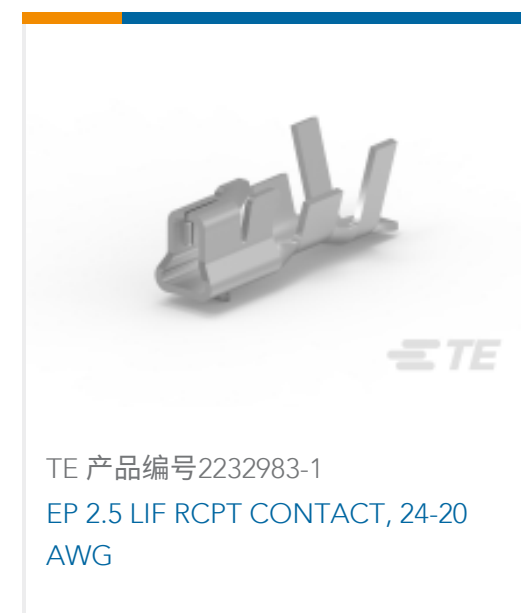 TE
TE 产品编号2232983-1
EP 2.5 LIF RCPT CONTACT, 24-20
AWG